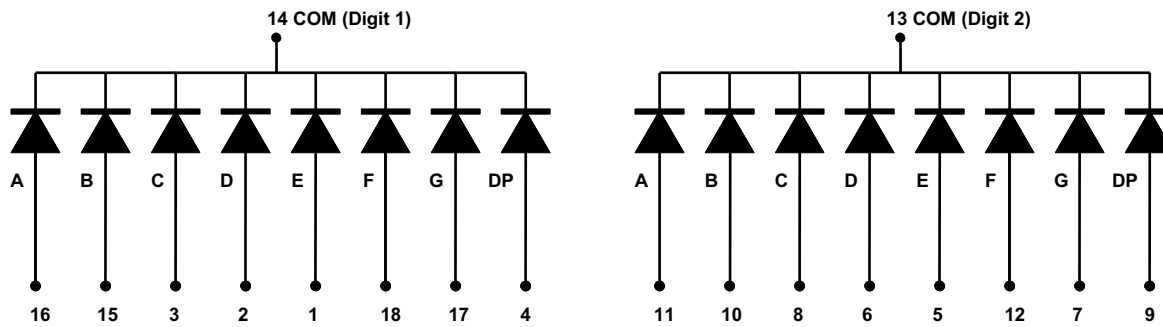 14 COM (Digit 1) 13 COM (Digit 2)
A B C D E F G DP A B C D E F G DP
16 15 3 2 1 18 17 4 11 10 8 6 5 12 7 9